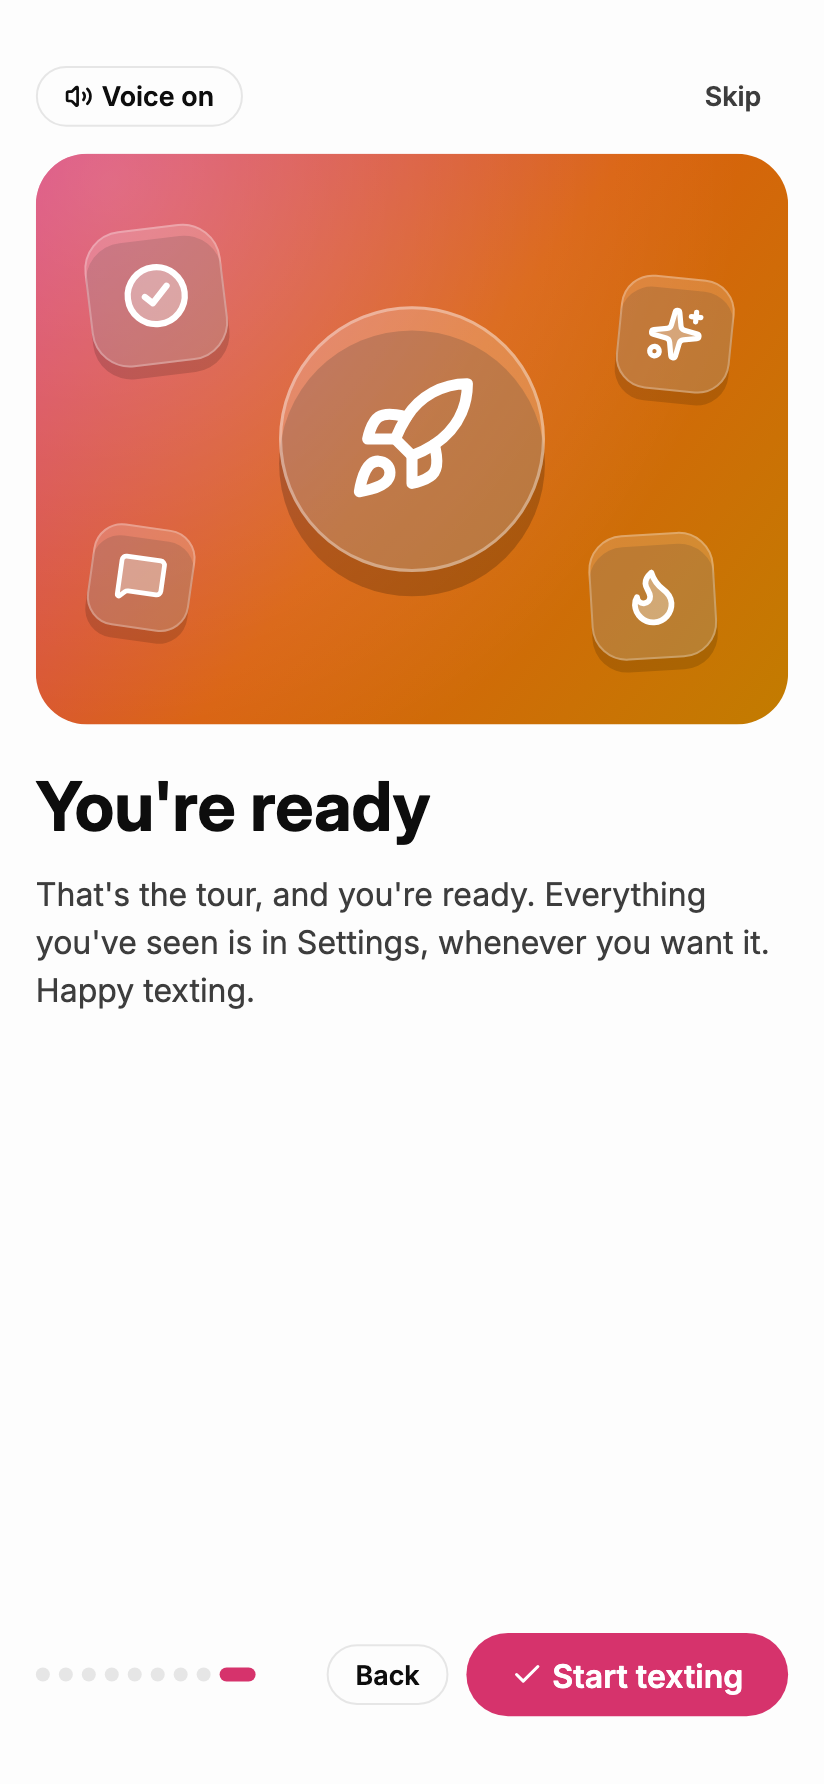 Voice on
Skip
You're ready
That's the tour, and you're ready. Everything
you've seen is in Settings, whenever you want it.
Happy texting.
Back
Start texting